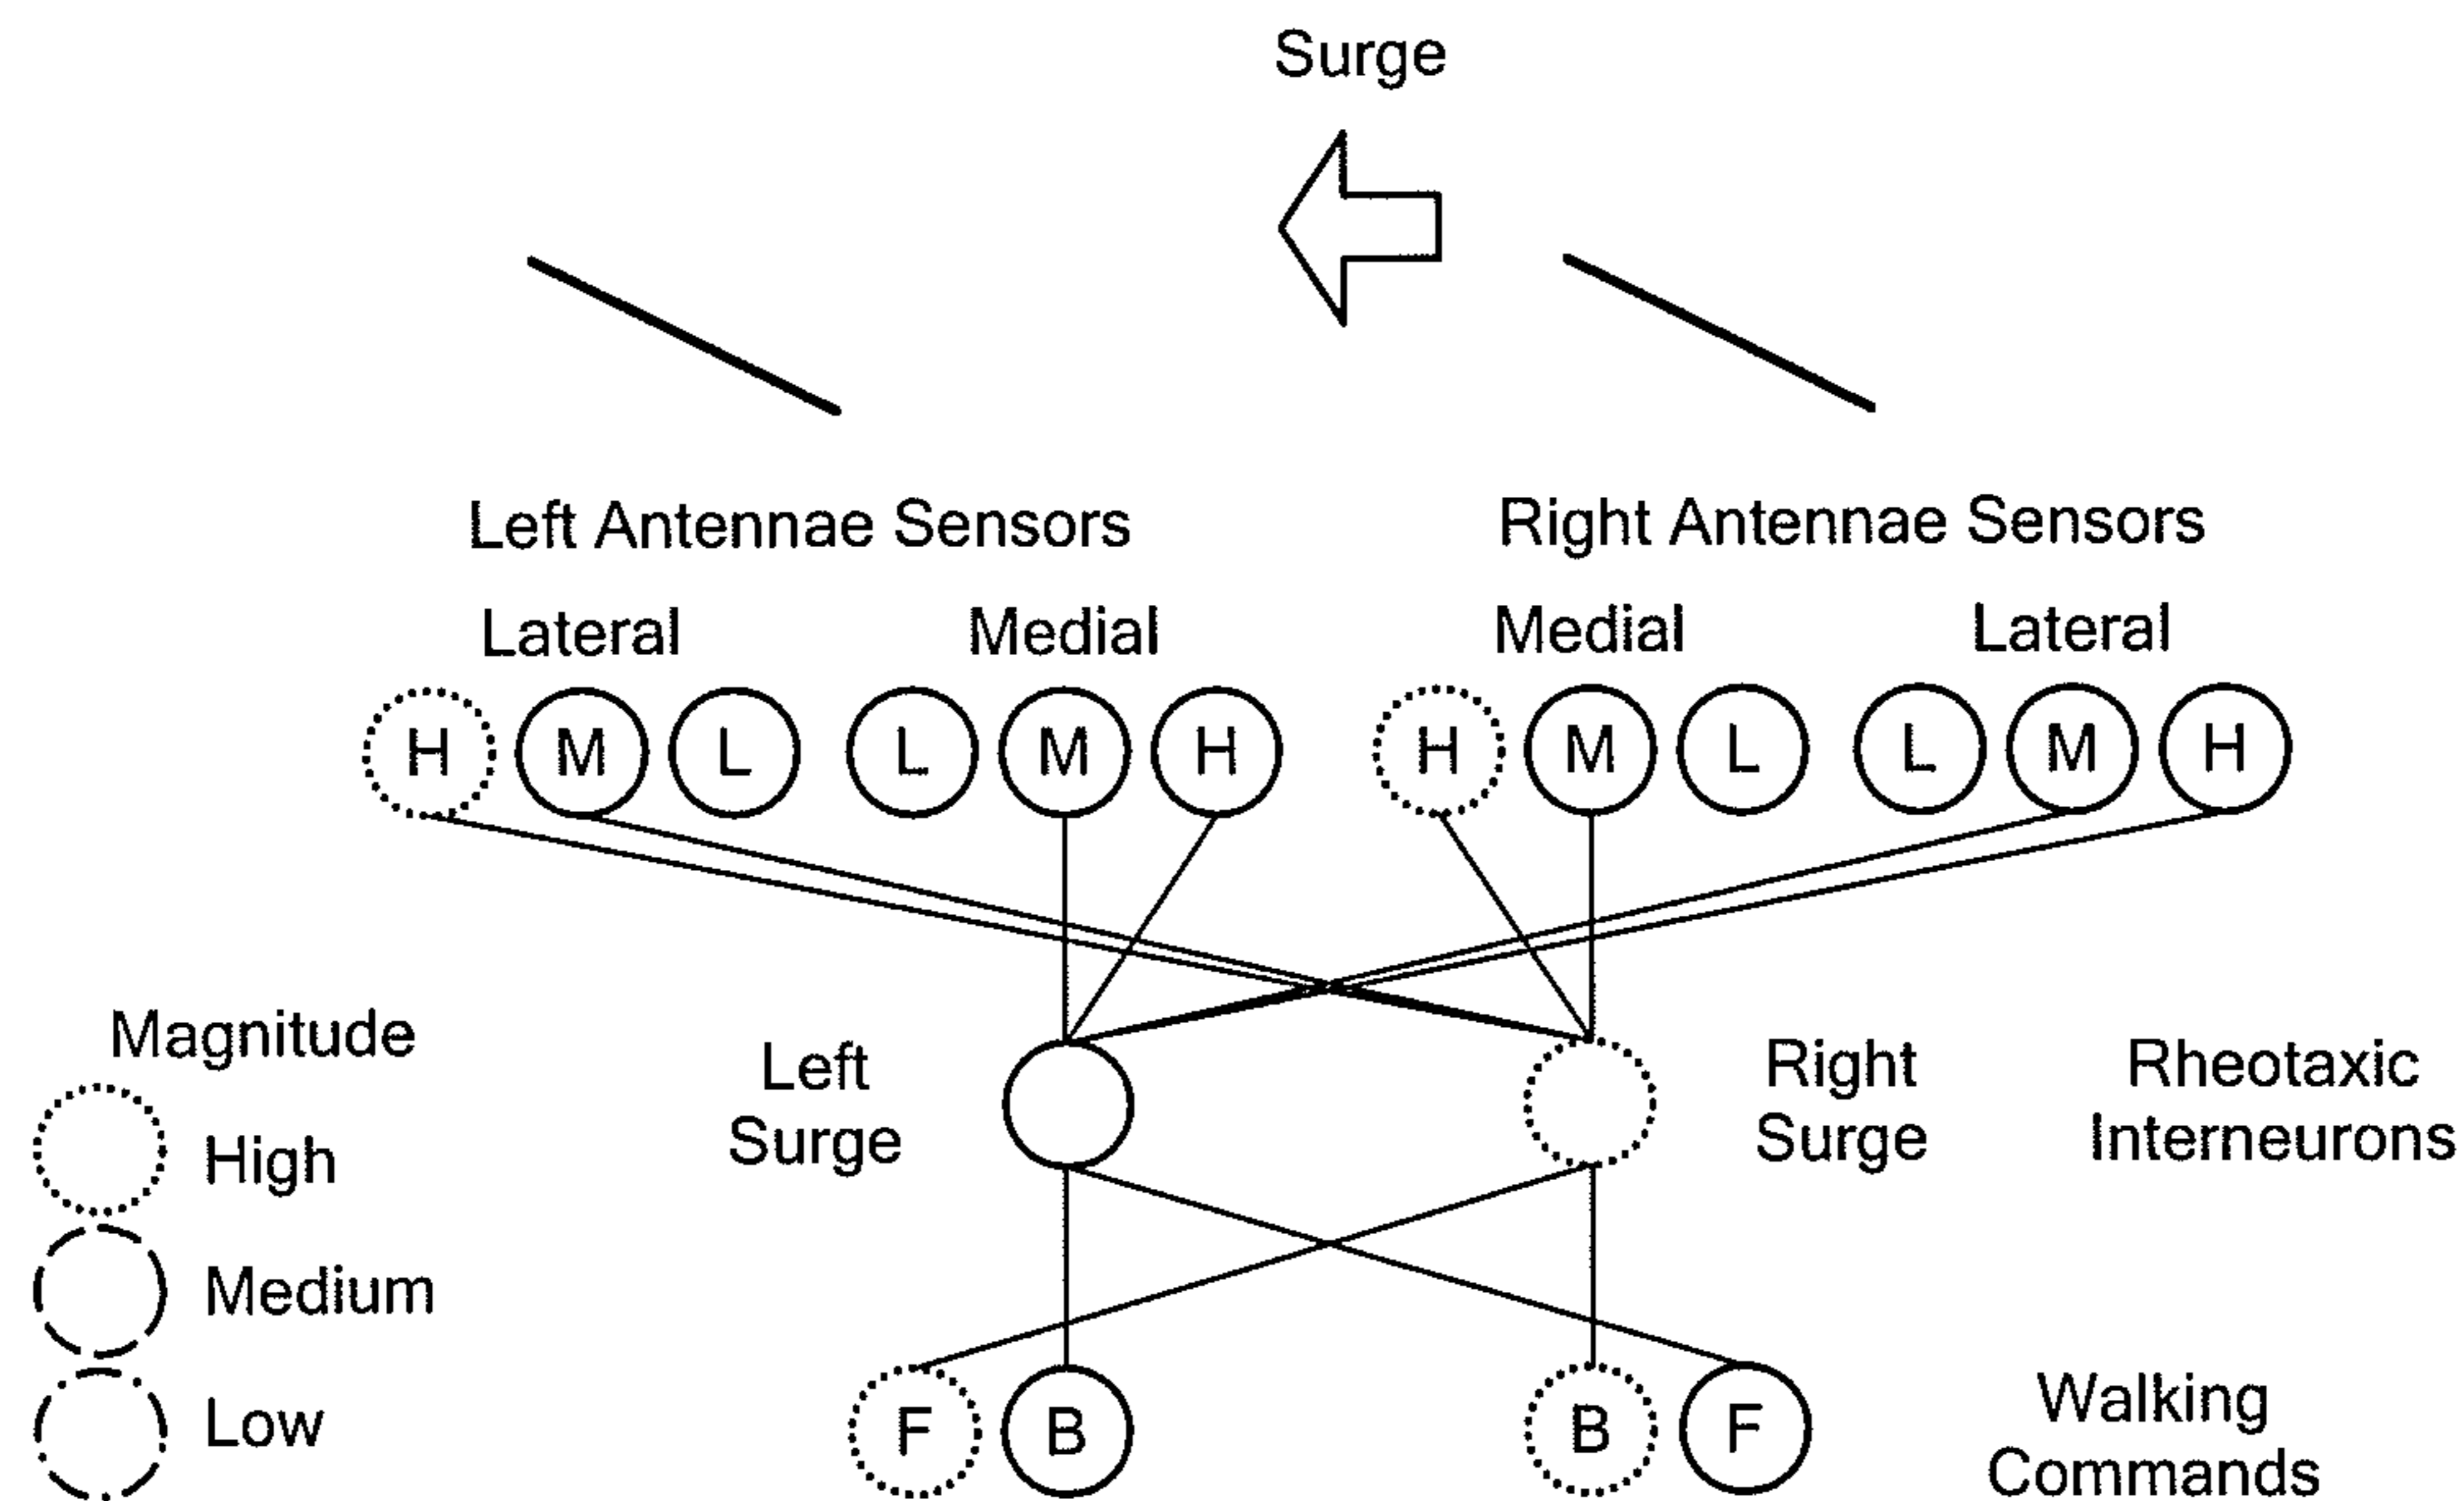 Surge
Left Antennae Sensors
Right Antennae Sensors
Lateral
Medial
Medial
Lateral
H M L L M H
H M L L M H
Magnitude
High
Medium
Low
Left
Surge
Right
Surge
Rheotaxic
Interneurons
F B
B F
Walking
Commands